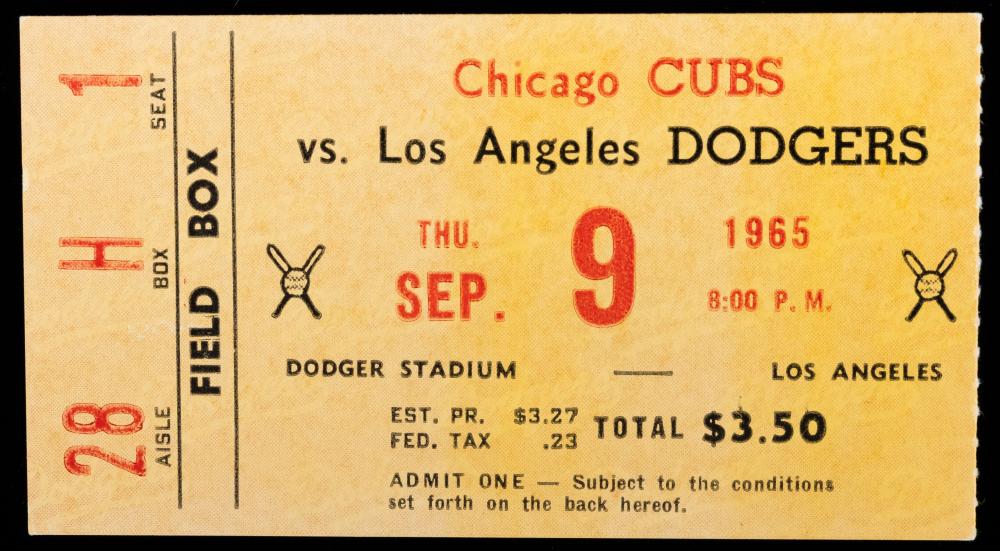 Chicago CUBS
vs. Los Angeles DODGERS
THU.
SEP.
9
1965
8:00 P. M.
DODGER STADIUM — LOS ANGELES
EST. PR. $3.27
FED. TAX .23
TOTAL $3.50
ADMIT ONE — Subject to the conditions
set forth on the back hereof.
FIELD BOX
28 AISLE
H BOX
1 SEAT